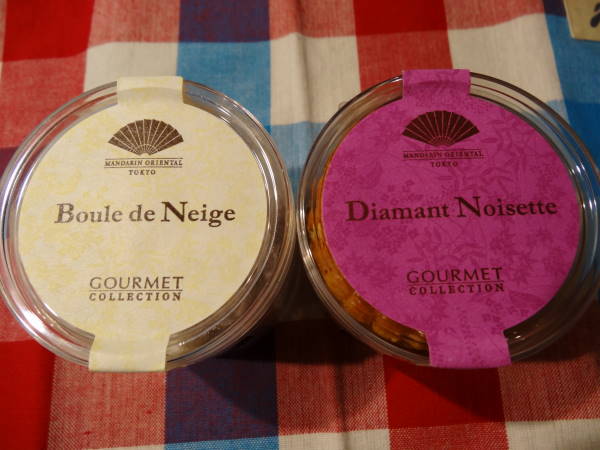 MANDARIN ORIENTAL
TOKYO
Boule de Neige
GOURMET
COLLECTION
MANDARIN ORIENTAL
TOKYO
Diamant Noisette
GOURMET
COLLECTION